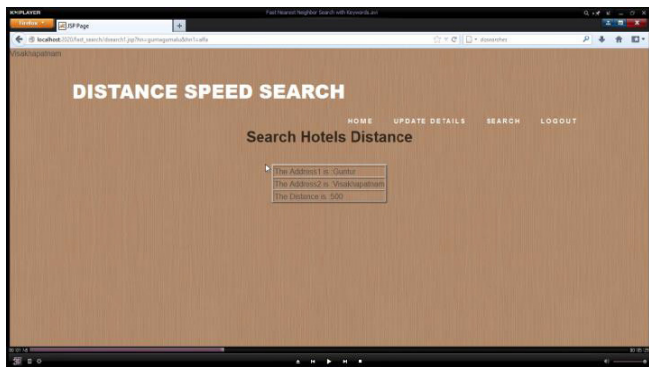 KMPLAYER
Fast Nearest Neighbor Search with Keywords.avi
Firefox
JSP Page
Visakhapatnam
DISTANCE SPEED SEARCH
HOME UPDATE DETAILS SEARCH LOGOUT
Search Hotels Distance
The Address1 is :Guntur
The Address2 is :Visakhapatnam
The Distance is :500